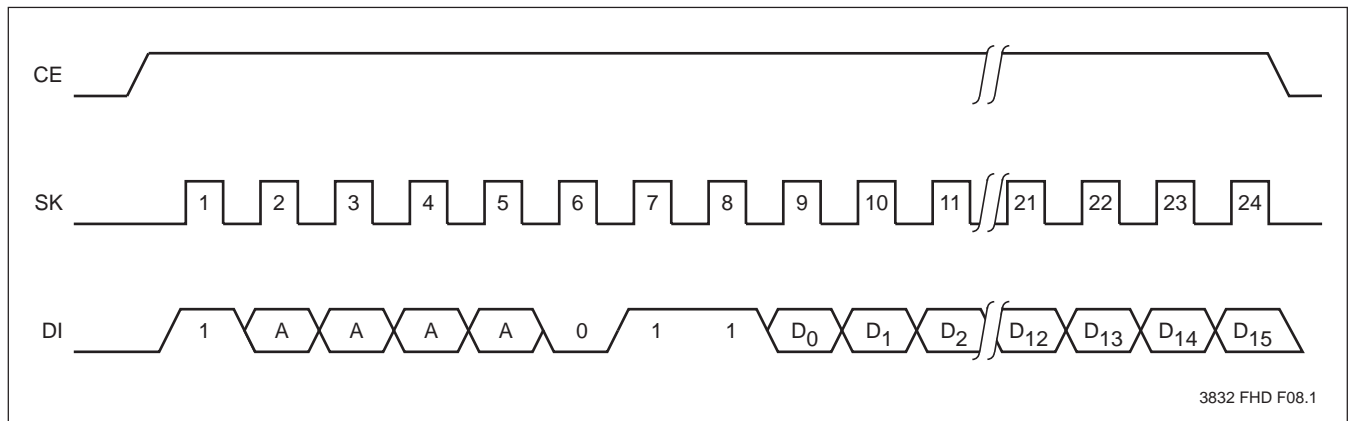 CE
SK 1 2 3 4 5 6 7 8 9 10 11 21 22 23 24
DI 1 A A A A 0 1 1 D0 D1 D2 D12 D13 D14 D15
3832 FHD F08.1